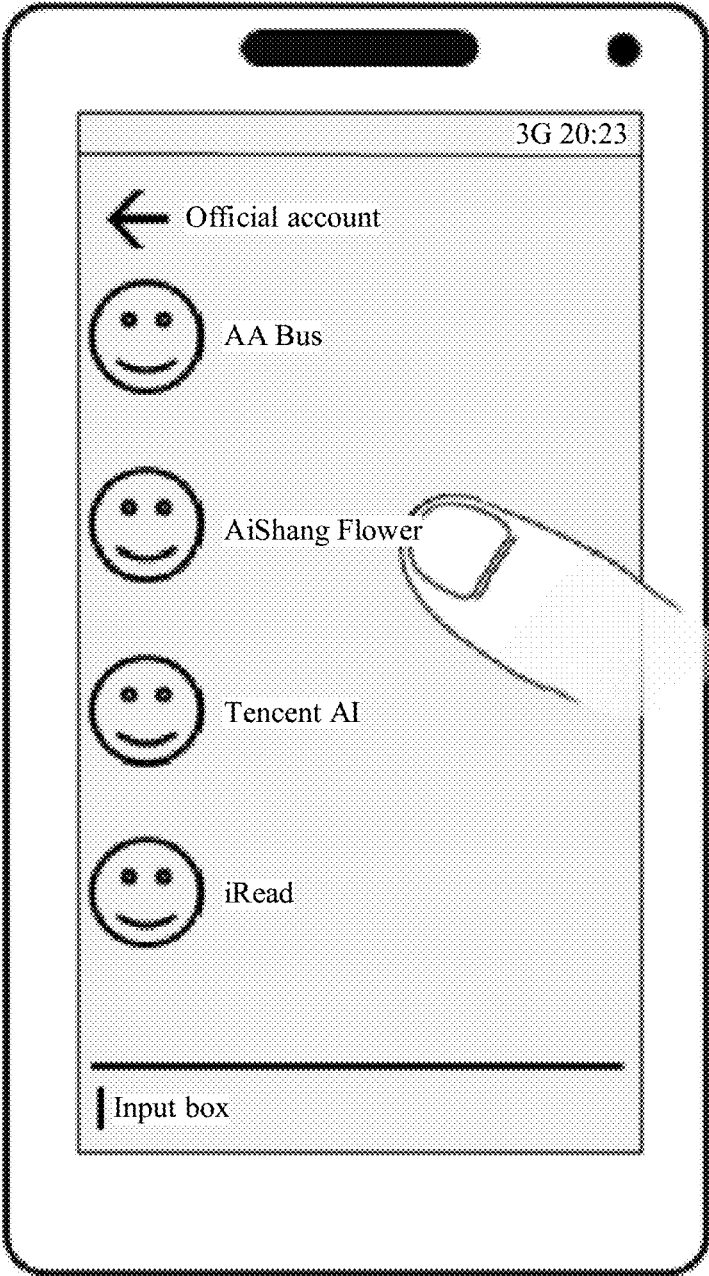 3G 20:23
Official account
AA Bus
AiShang Flower
Tencent AI
iRead
Input box